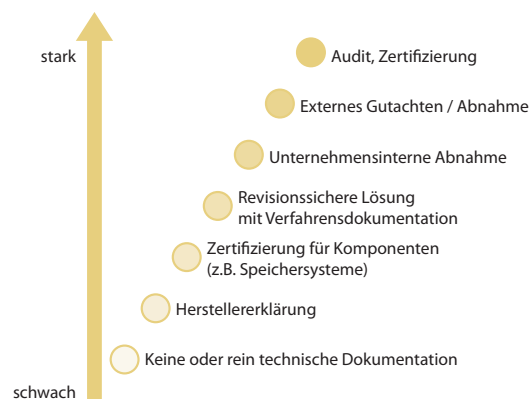 stark
Audit, Zertifizierung
Externes Gutachten / Abnahme
Unternehmensinterne Abnahme
Revisionssichere Lösung
mit Verfahrensdokumentation
Zertifizierung für Komponenten
(z.B. Speichersysteme)
Herstellererklärung
Keine oder rein technische Dokumentation
schwach